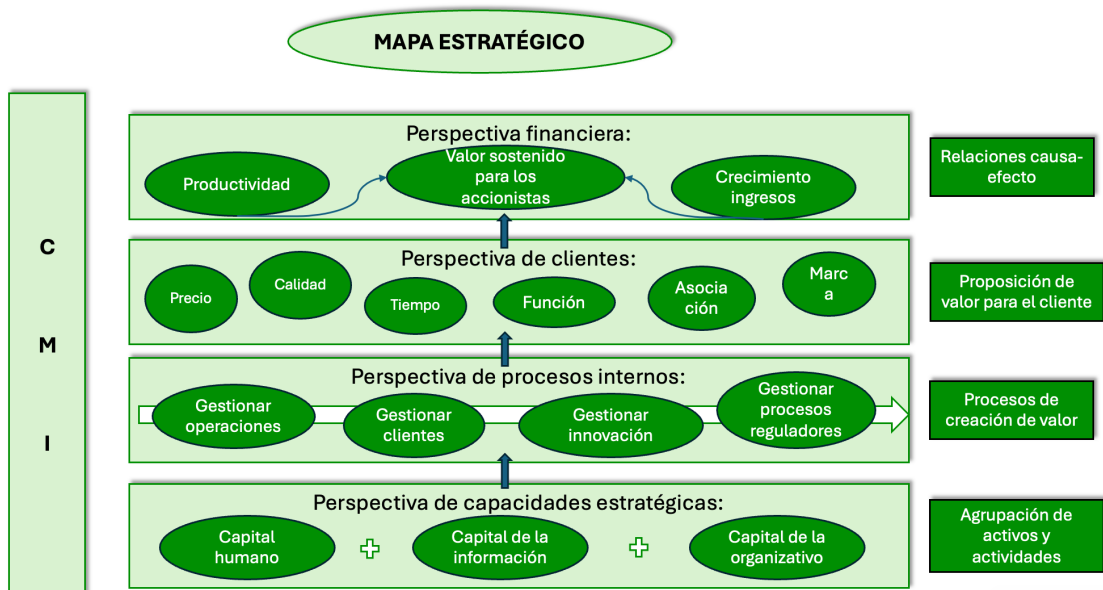 MAPA ESTRATÉGICO
C
M
I
Perspectiva financiera:
Productividad
Valor sostenido
para los
accionistas
Crecimiento
ingresos
Relaciones causa-
efecto
Perspectiva de clientes:
Precio
Calidad
Tiempo
Función
Asocia
ción
Marc
a
Proposición de
valor para el cliente
Perspectiva de procesos internos:
Gestionar
operaciones
Gestionar
clientes
Gestionar
innovación
Gestionar
procesos
reguladores
Procesos de
creación de valor
Perspectiva de capacidades estratégicas:
Capital
humano
Capital de la
información
Capital de la
organizativo
Agrupación de
activos y
actividades